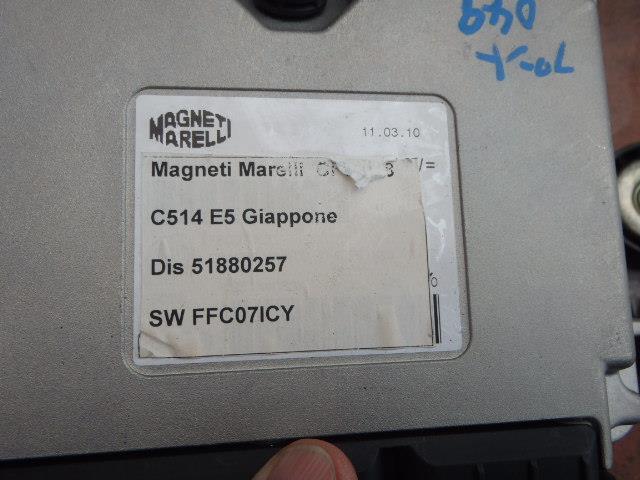 MAGNETI
MARELLI
11.03.10
Magneti Marelli
C514 E5 Giappone
Dis 51880257
SW FFC07ICY